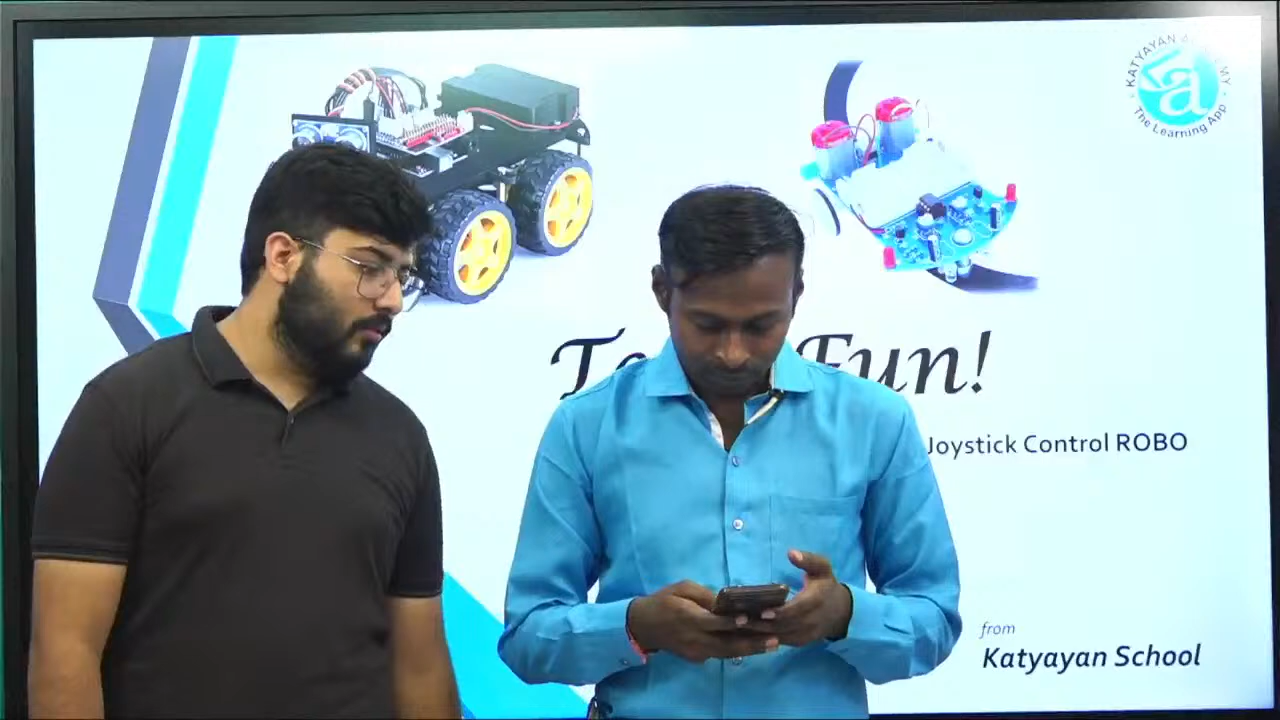 KATYAYAN
The Learning App
Fun!
Joystick Control ROBO
from
Katyayan School